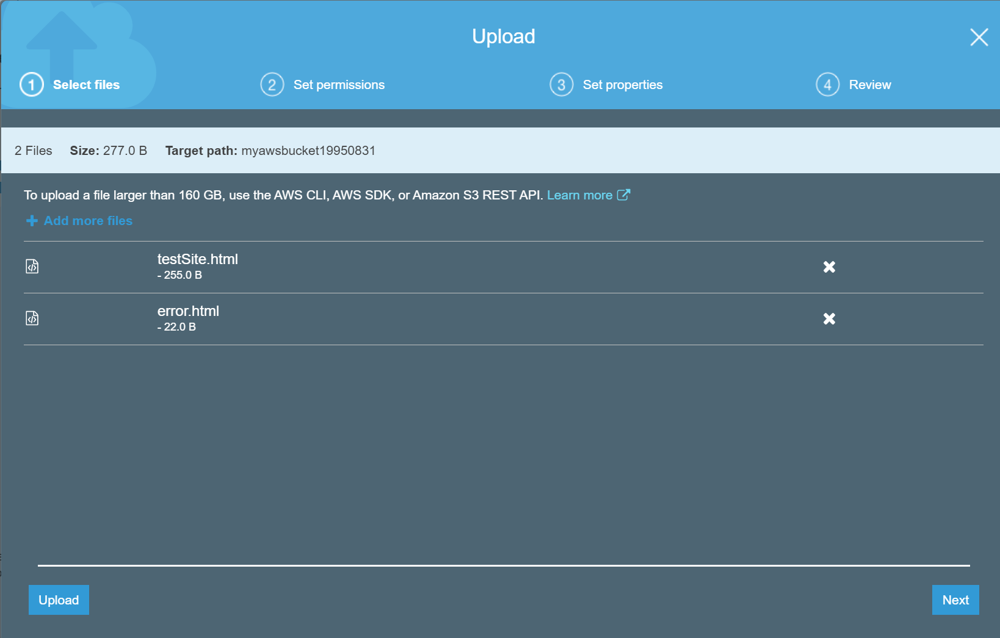 Upload
1 Select files 2 Set permissions 3 Set properties 4 Review
2 Files Size: 277.0 B Target path: myawsbucket19950831
To upload a file larger than 160 GB, use the AWS CLI, AWS SDK, or Amazon S3 REST API. Learn more
Add more files
testSite.html
- 255.0 B
error.html
- 22.0 B
Upload Next